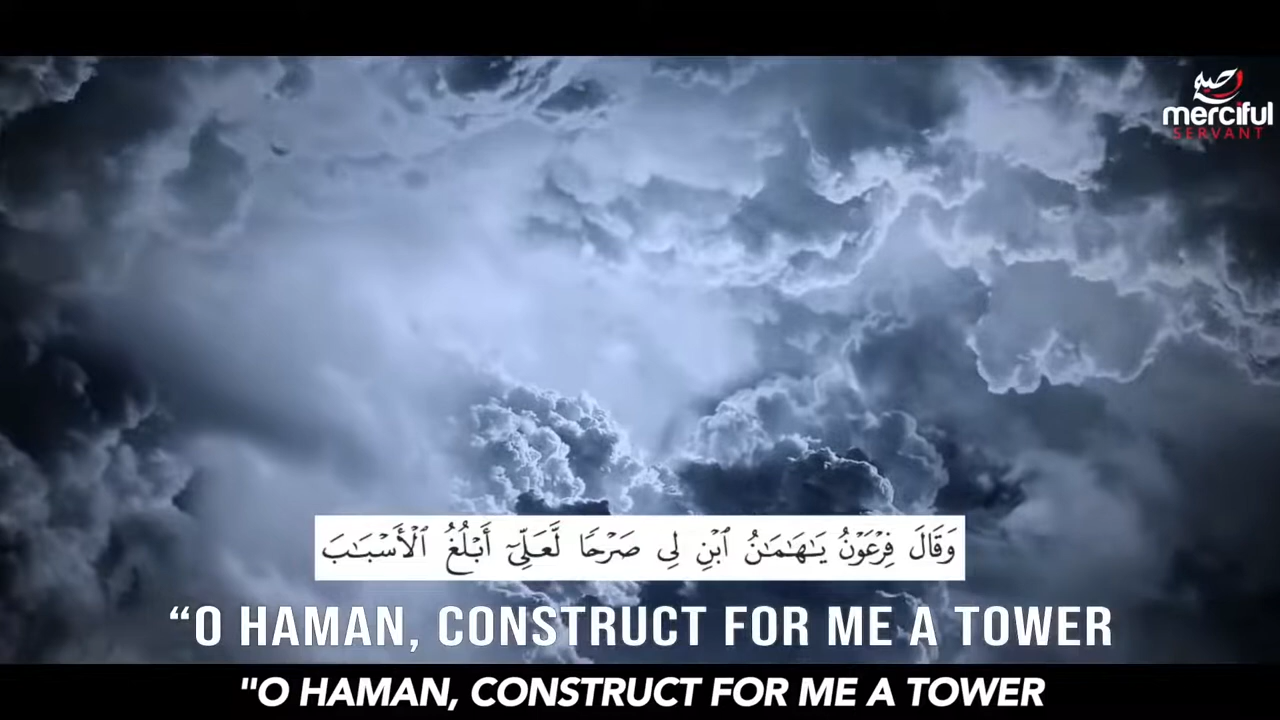 merciful
SERVANT
وَقَالَ فِرْعَوْنُ يَـٰهَـٰمَـٰنُ ٱبْنِ لِى صَرْحًا لَّعَلِّىٓ أَبْلُغُ ٱلْأَسْبَـٰبَ
“O HAMAN, CONSTRUCT FOR ME A TOWER
"O HAMAN, CONSTRUCT FOR ME A TOWER